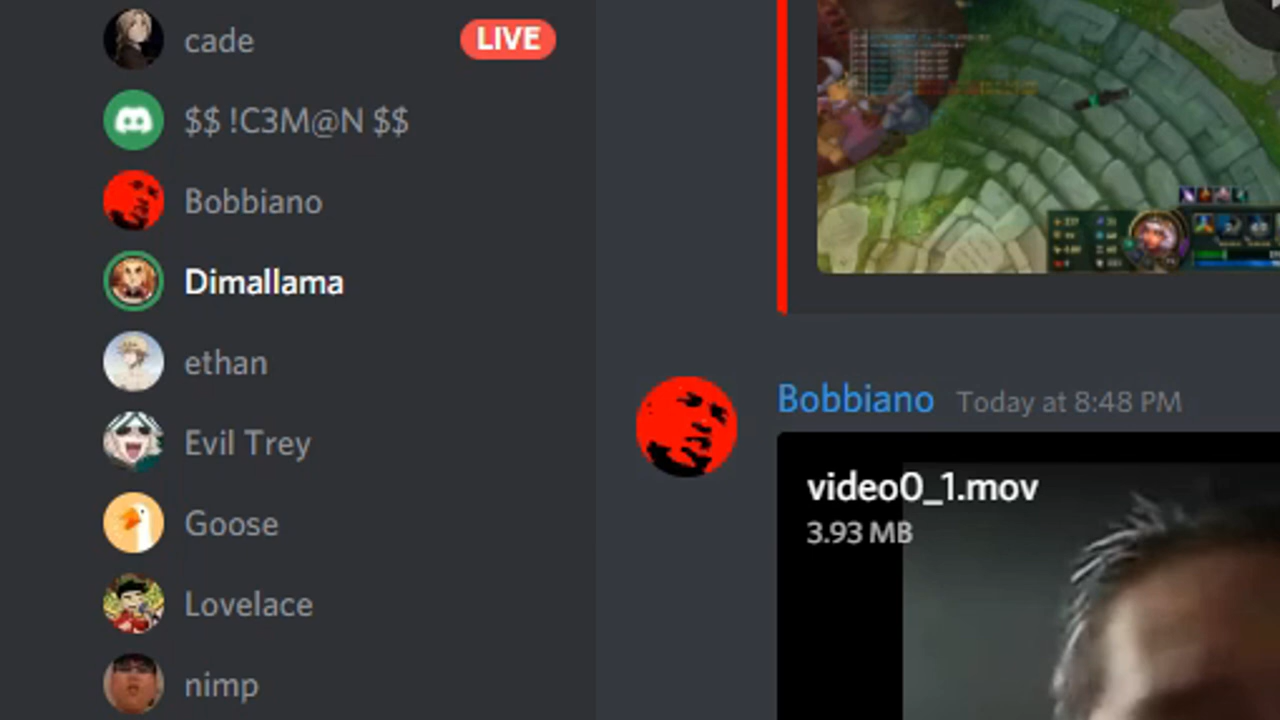 cade
LIVE
$$ !C3M@N $$
Bobbiano
Dimallama
ethan
Evil Trey
Goose
Lovelace
nimp
Bobbiano Today at 8:48 PM
video0_1.mov
3.93 MB